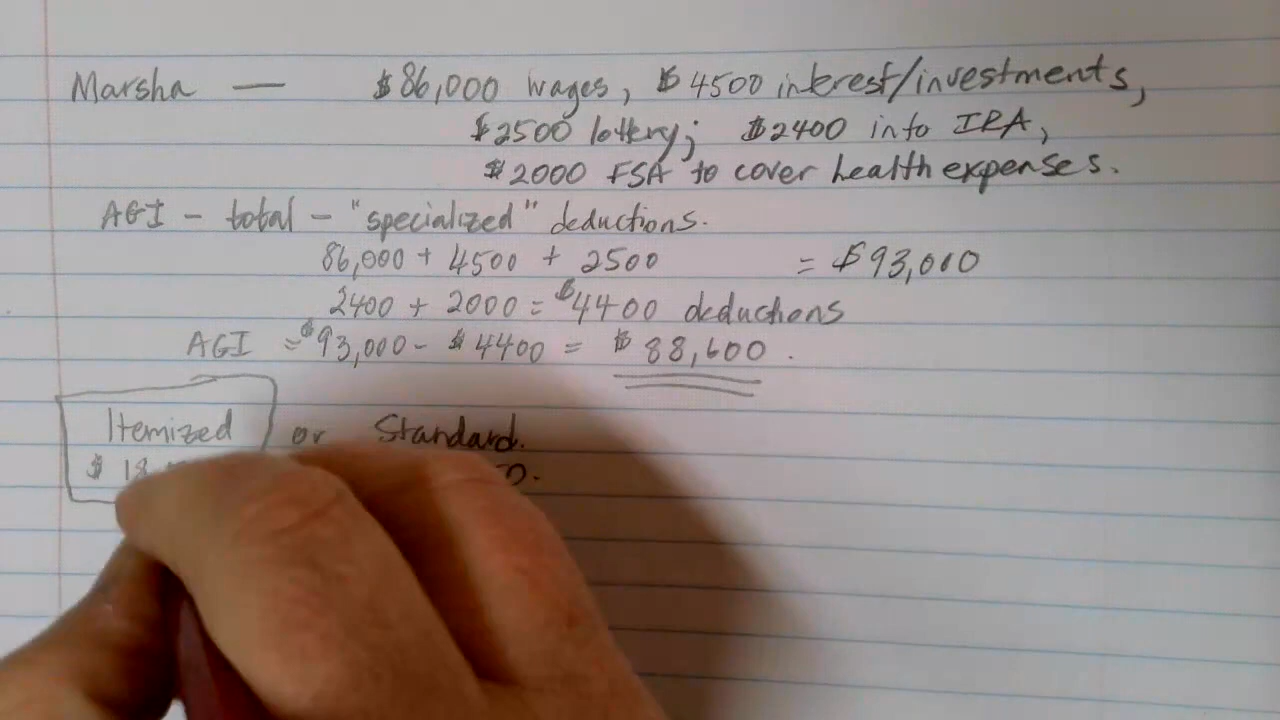 Marsha — $86,000 wages, $4500 interest/investments,
$2500 lottery; $2400 into IRA,
$2000 FSA to cover health expenses.
AGI - total - "specialized" deductions.
86,000 + 4500 + 2500 = $93,000
2400 + 2000 = $4400 deductions
AGI = $93,000 - $4400 = $88,600.
Itemized or Standard.
$